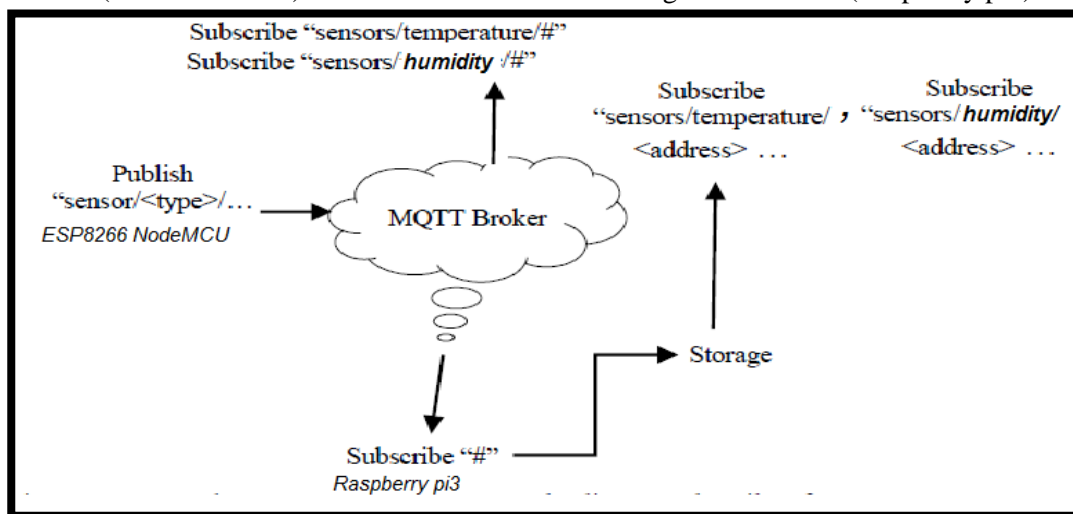 Subscribe “sensors/temperature/#”
Subscribe “sensors/ humidity /#”
Subscribe
“sensors/temperature/ ,
<address> ...
Subscribe
“sensors/humidity/
<address> ...
Publish
“sensor/<type>/...
ESP8266 NodeMCU
MQTT Broker
Storage
Subscribe “#”
Raspberry pi3